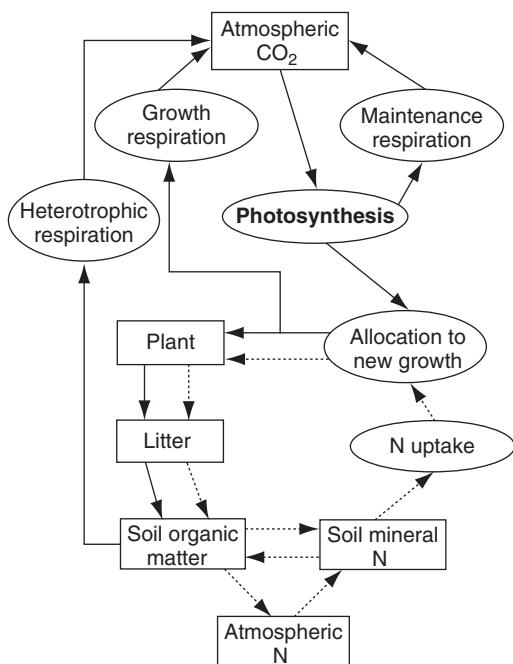 Atmospheric
CO2
Growth
respiration
Maintenance
respiration
Heterotrophic
respiration
Photosynthesis
Plant
Allocation to
new growth
Litter
N uptake
Soil organic
matter
Soil mineral
N
Atmospheric
N